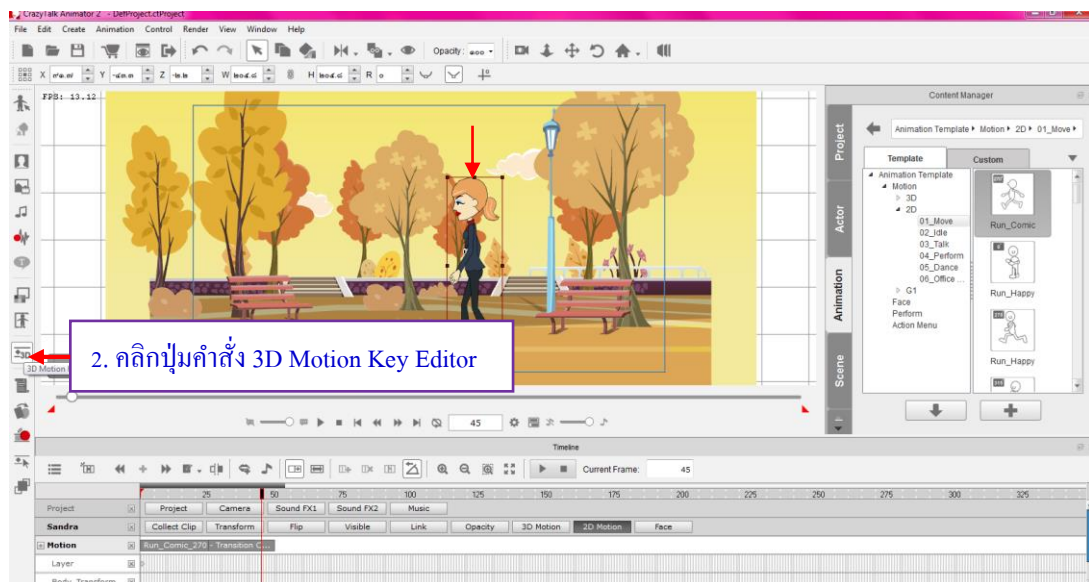 CrazyTalk Animator 2 - DefProject.ctProject
File Edit Create Animation Control Render View Window Help
Opacity:
X Y Z W H R 0
FPS: 13.12
2. คลิกปุ่มคำสั่ง 3D Motion Key Editor
3D Motion
45
Project
Actor
Animation
Scene
Content Manager
Animation Template Motion 2D 01_Move
Template Custom
Animation Template
Motion
3D
2D
01_Move
02_Idle
03_Talk
04_Perform
05_Dance
06_Office ...
G1
Face
Perform
Action Menu
Run_Comic
Run_Happy
Run_Happy
Timeline
Current Frame: 45
25 50 75 100 125 150 175 200 225 250 275 300 325
Project Project Camera Sound FX1 Sound FX2 Music
Sandra Collect Clip Transform Flip Visible Link Opacity 3D Motion 2D Motion Face
Motion Run_Comic_270 - Transition C...
Layer
Body Transform